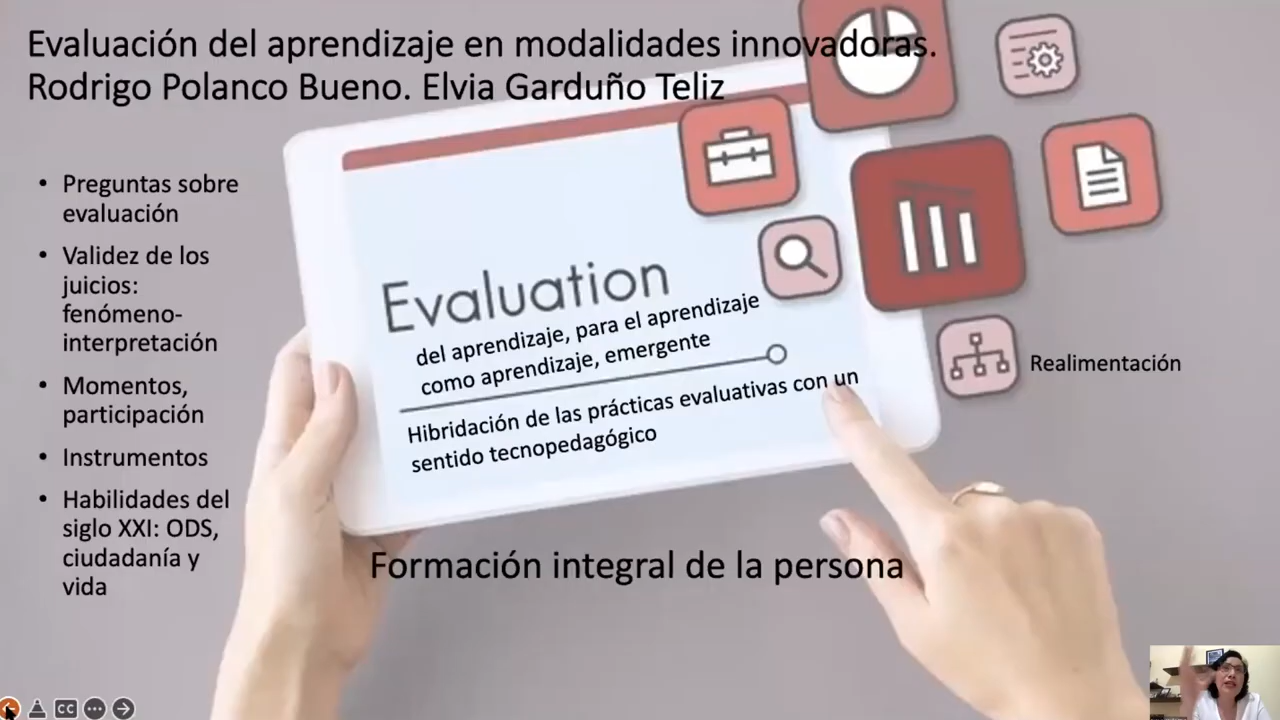 Evaluación del aprendizaje en modalidades innovadoras.
Rodrigo Polanco Bueno. Elvia Garduño Teliz
• Preguntas sobre
evaluación
• Validez de los
juicios:
fenómeno-
interpretación
• Momentos,
participación
• Instrumentos
• Habilidades del
siglo XXI: ODS,
ciudadanía y
vida
Evaluation
del aprendizaje, para el aprendizaje
como aprendizaje, emergente
Hibridación de las prácticas evaluativas con un
sentido tecnopedagógico
Realimentación
Formación integral de la persona
CC